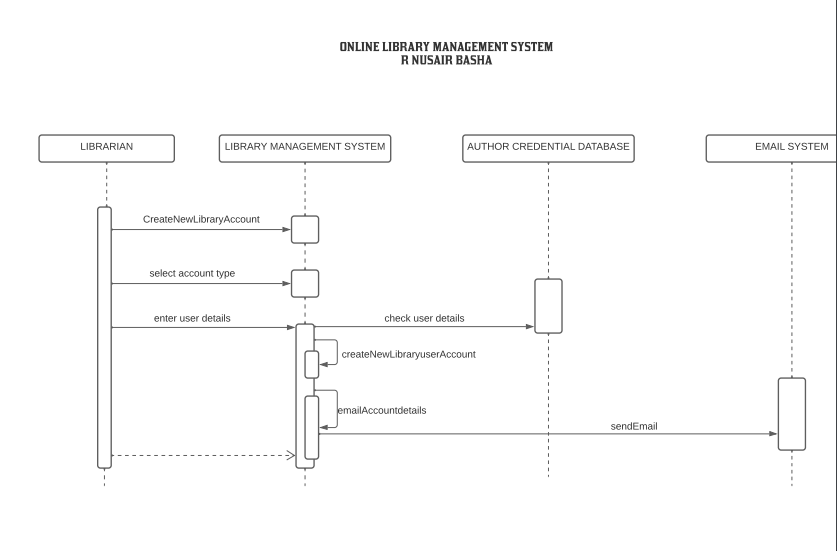 ONLINE LIBRARY MANAGEMENT SYSTEM
R NUSAIR BASHA
LIBRARIAN
LIBRARY MANAGEMENT SYSTEM
AUTHOR CREDENTIAL DATABASE
EMAIL SYSTEM
CreateNewLibraryAccount
select account type
enter user details
check user details
createNewLibraryuserAccount
emailAccountdetails
sendEmail